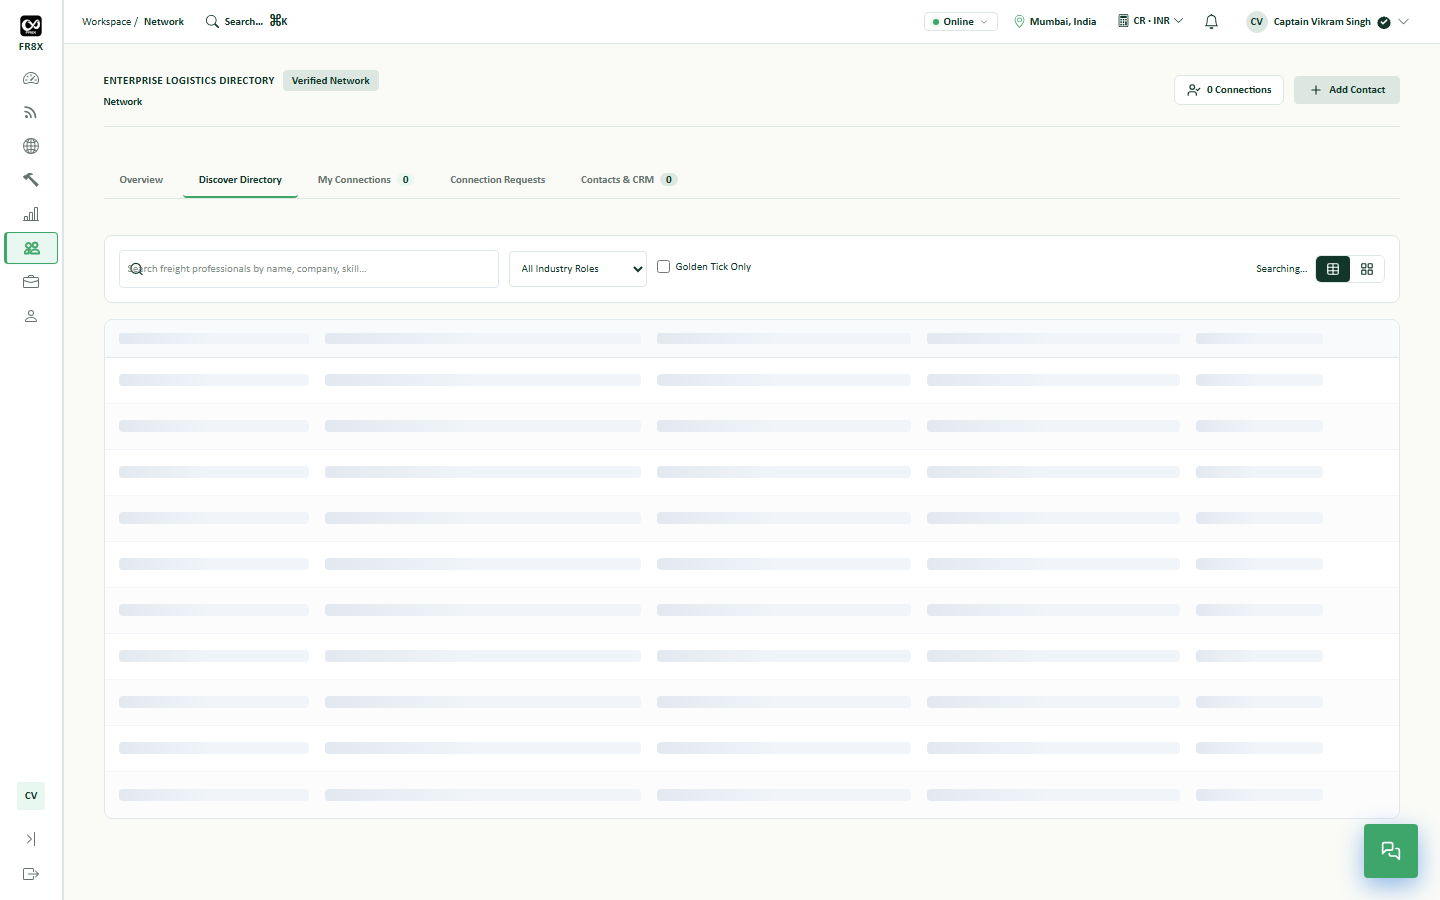 FR8X
Workspace / Network
Search... ⌘K
Online
Mumbai, India
CR • INR
CV
Captain Vikram Singh
ENTERPRISE LOGISTICS DIRECTORY
Verified Network
Network
0 Connections
Add Contact
Overview
Discover Directory
My Connections 0
Connection Requests
Contacts & CRM 0
Search freight professionals by name, company, skill...
All Industry Roles
Golden Tick Only
Searching...
CV